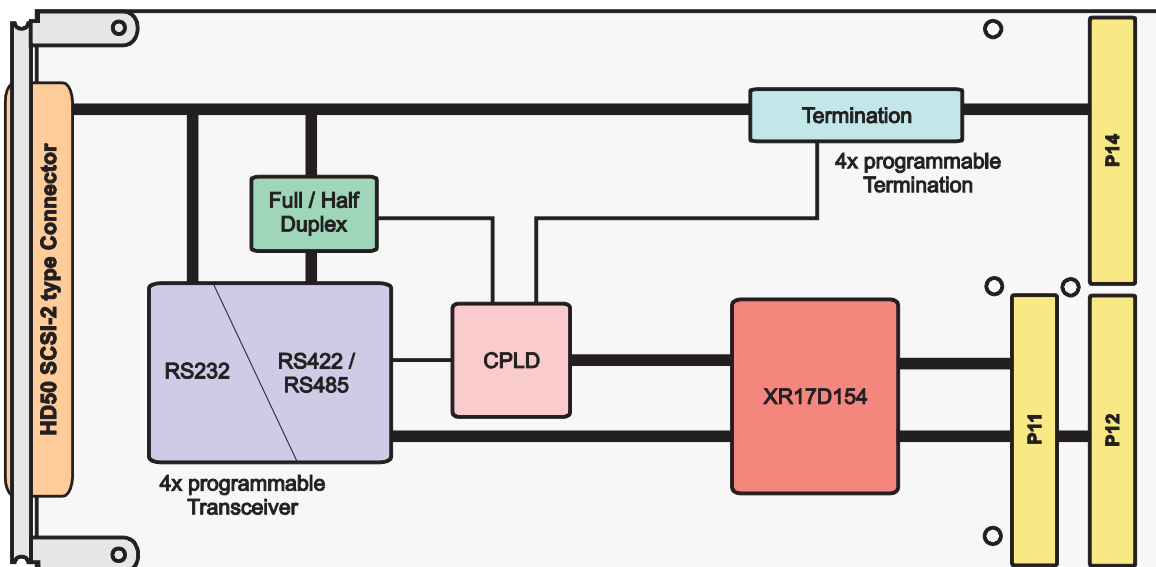 HD50 SCSI-2 type Connector
Termination
4x programmable
Termination
P14
Full / Half
Duplex
RS232
RS422 /
RS485
CPLD
XR17D154
P11
P12
4x programmable
Transceiver